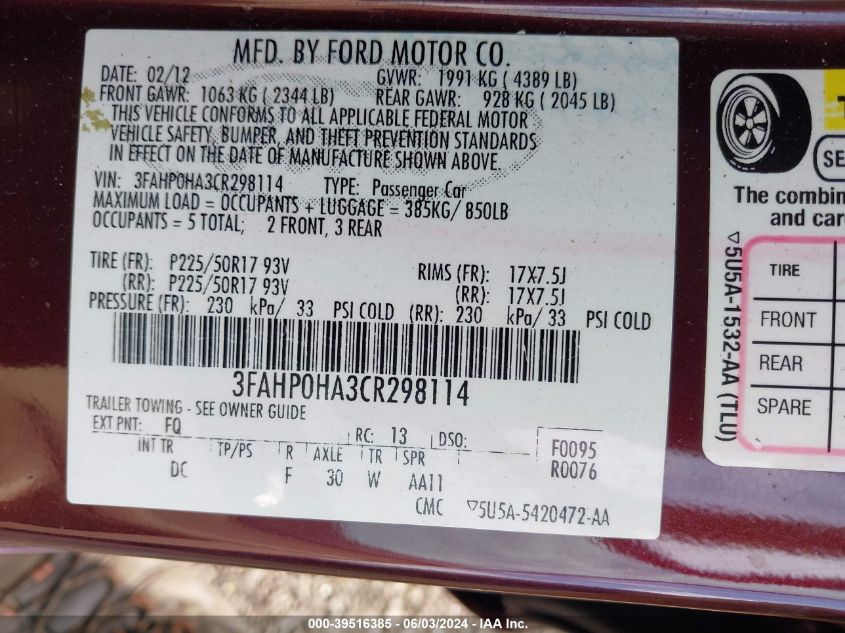 MFD. BY FORD MOTOR CO.
DATE: 02/12
GVWR: 1991 KG ( 4389 LB)
FRONT GAWR: 1063 KG ( 2344 LB)
REAR GAWR: 928 KG ( 2045 LB)
THIS VEHICLE CONFORMS TO ALL APPLICABLE FEDERAL MOTOR
VEHICLE SAFETY, BUMPER, AND THEFT PREVENTION STANDARDS
IN EFFECT ON THE DATE OF MANUFACTURE SHOWN ABOVE.
VIN: 3FAHP0HA3CR298114 TYPE: Passenger Car
MAXIMUM LOAD = OCCUPANTS + LUGGAGE = 385KG/ 850LB
OCCUPANTS = 5 TOTAL; 2 FRONT, 3 REAR
TIRE (FR): P225/50R17 93V RIMS (FR): 17X7.5J
(RR): P225/50R17 93V (RR): 17X7.5J
PRESSURE (FR): 230 kPa/ 33 PSI COLD (RR): 230 kPa/ 33 PSI COLD
3FAHP0HA3CR298114
TRAILER TOWING - SEE OWNER GUIDE
EXT PNT: FQ RC: 13 DSO: F0095
INT TR TP/PS R AXLE TR SPR R0076
DC F 30 W AA11
CMC ▽5U5A-5420472-AA
The combin
and car
TIRE
FRONT
REAR
SPARE
▽5U5A-1532-AA (TLU)
000-39516385 - 06/03/2024 - IAA Inc.